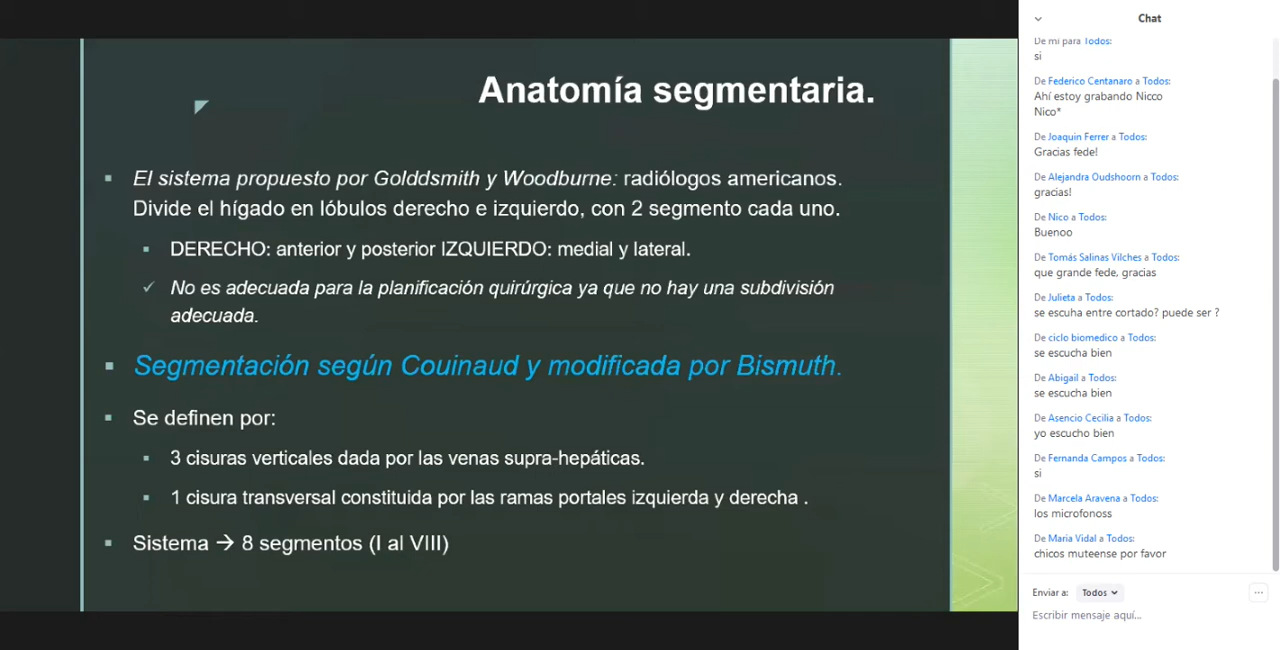 Anatomía segmentaria.
El sistema propuesto por Golddsmith y Woodburne: radiólogos americanos.
Divide el hígado en lóbulos derecho e izquierdo, con 2 segmento cada uno.
DERECHO: anterior y posterior IZQUIERDO: medial y lateral.
No es adecuada para la planificación quirúrgica ya que no hay una subdivisión
adecuada.
Segmentación según Couinaud y modificada por Bismuth.
Se definen por:
3 cisuras verticales dada por las venas supra-hepáticas.
1 cisura transversal constituida por las ramas portales izquierda y derecha .
Sistema → 8 segmentos (I al VIII)
Chat
De mi para Todos:
si
De Federico Centanaro a Todos:
Ahí estoy grabando Nicco
Nico*
De Joaquin Ferrer a Todos:
Gracias fede!
De Alejandra Oudshoorn a Todos:
gracias!
De Nico a Todos:
Buenoo
De Tomás Salinas Vilches a Todos:
que grande fede, gracias
De Julieta a Todos:
se escuha entre cortado? puede ser ?
De ciclo biomedico a Todos:
se escucha bien
De Abigail a Todos:
se escucha bien
De Asencio Cecilia a Todos:
yo escucho bien
De Fernanda Campos a Todos:
si
De Marcela Aravena a Todos:
los microfonoss
De Maria Vidal a Todos:
chicos muteense por favor
Enviar a: Todos
Escribir mensaje aquí...